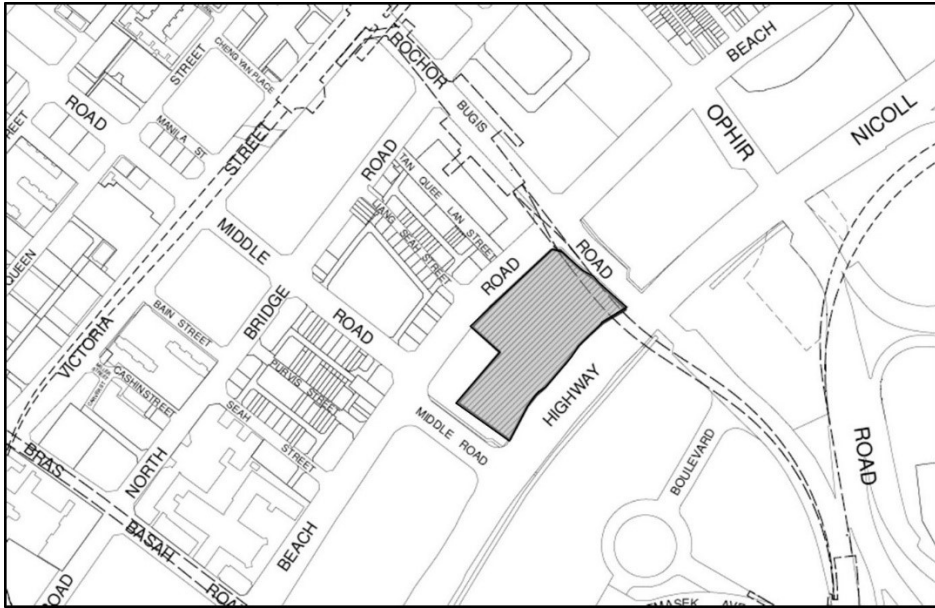 CHENG YAN PLACE
STREET
ROAD
MANILA ST
STREET
QUEEN
VICTORIA
STREET
ROCHOR
BUGIS
BEACH
OPHIR
NICOLL
ROAD
TAN QUEE LAN
STREET
LIANG SEAH STREET
MIDDLE
BRIDGE
ROAD
ROAD
ROAD
BAIN STREET
CASHIN STREET
PURVIS STREET
SEAH
STREET
MIDDLE ROAD
HIGHWAY
BOULEVARD
ROAD
BRAS
BASAH
ROAD
NORTH
BEACH
ROAD